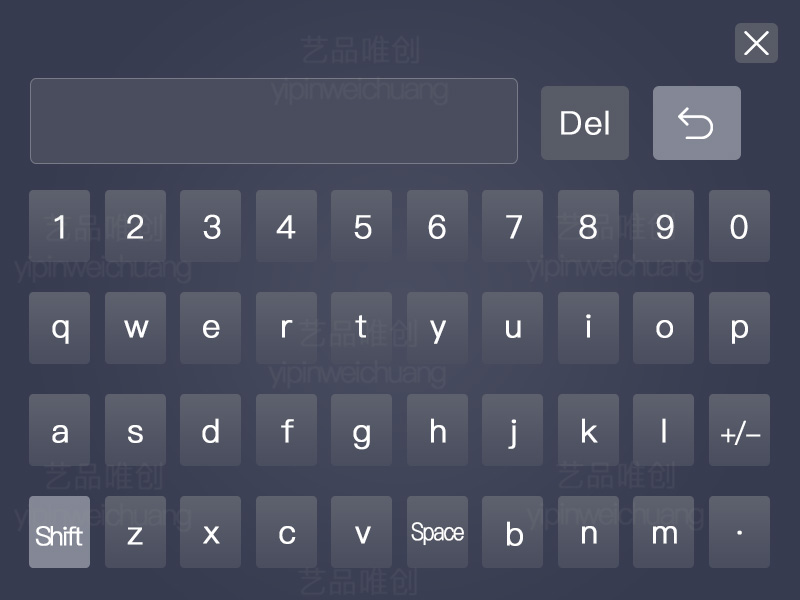 艺品唯创
yipinweichuang
Del
1 2 3 4 5 6 7 8 9 0
艺品唯创 艺品唯创
yipinweichuang yipinweichuang
q w e r t y u i o p
艺品唯创
yipinweichuang
a s d f g h j k l +/-
艺品唯创 艺品唯创
Shift z x c v Space b n m ·
yipinweichuang yipinweichuang
艺品唯创